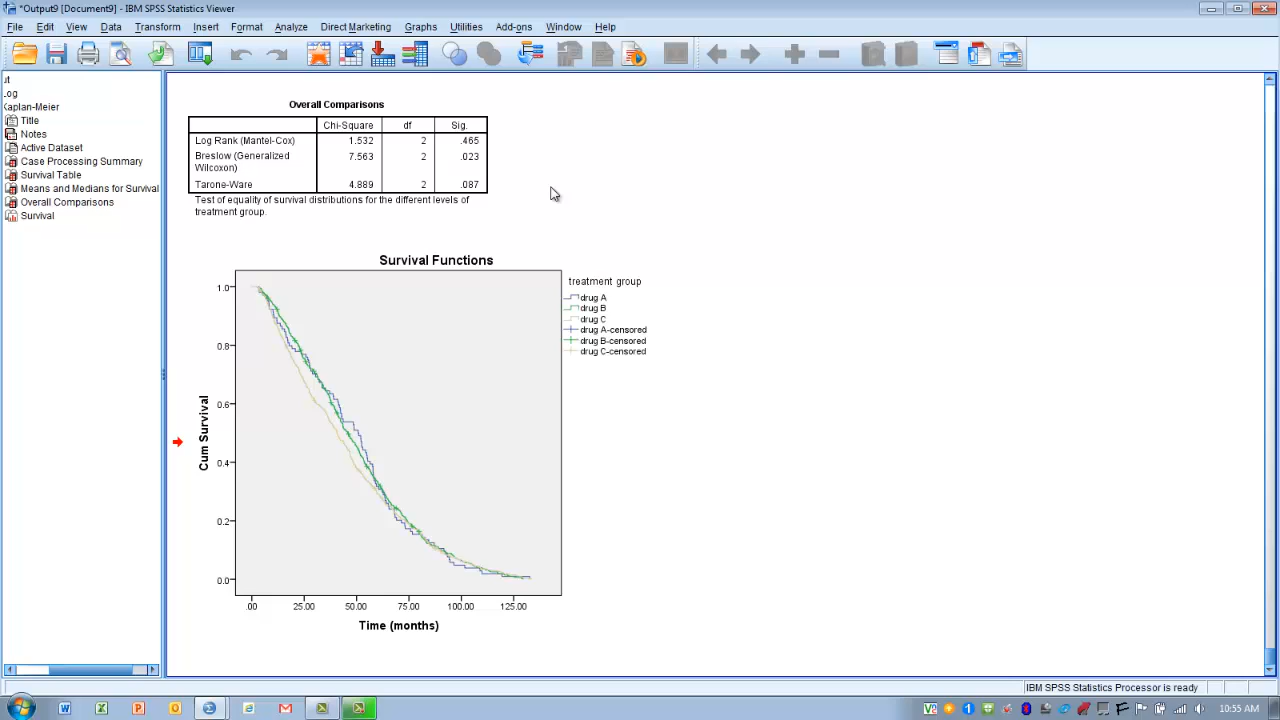 *Output9 [Document9] - IBM SPSS Statistics Viewer
File Edit View Data Transform Insert Format Analyze Direct Marketing Graphs Utilities Add-ons Window Help
Log
Kaplan-Meier
Title
Notes
Active Dataset
Case Processing Summary
Survival Table
Means and Medians for Survival
Overall Comparisons
Survival
Overall Comparisons
Chi-Square df Sig.
Log Rank (Mantel-Cox) 1.532 2 .465
Breslow (Generalized Wilcoxon) 7.563 2 .023
Tarone-Ware 4.889 2 .087
Test of equality of survival distributions for the different levels of
treatment group.
Survival Functions
treatment group
drug A
drug B
drug C
drug A-censored
drug B-censored
drug C-censored
Cum Survival
1.0
0.8
0.6
0.4
0.2
0.0
.00 25.00 50.00 75.00 100.00 125.00
Time (months)
IBM SPSS Statistics Processor is ready
10:55 AM